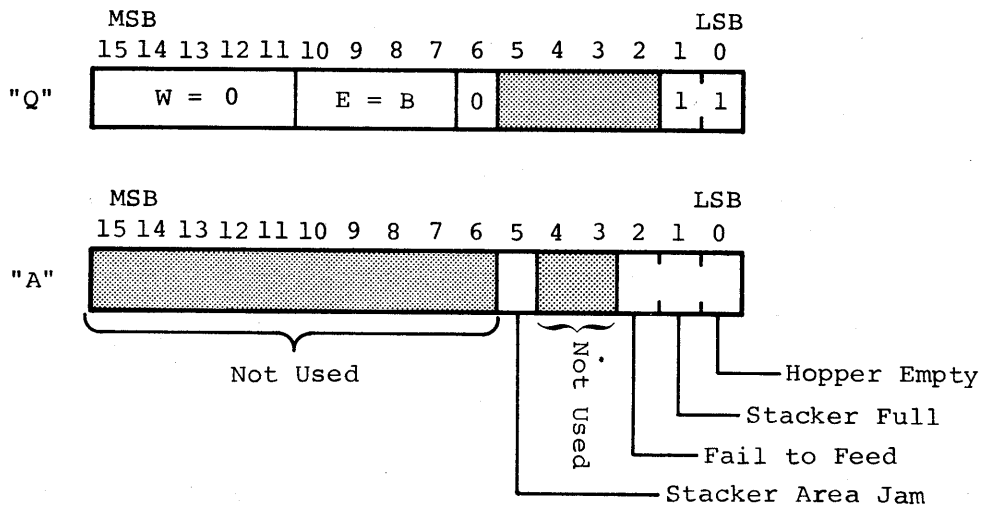 MSB LSB
15 14 13 12 11 10 9 8 7 6 5 4 3 2 1 0
"Q" W = 0 E = B 0 1 1
MSB LSB
15 14 13 12 11 10 9 8 7 6 5 4 3 2 1 0
"A"
Not Used
Not Used
Hopper Empty
Stacker Full
Fail to Feed
Stacker Area Jam